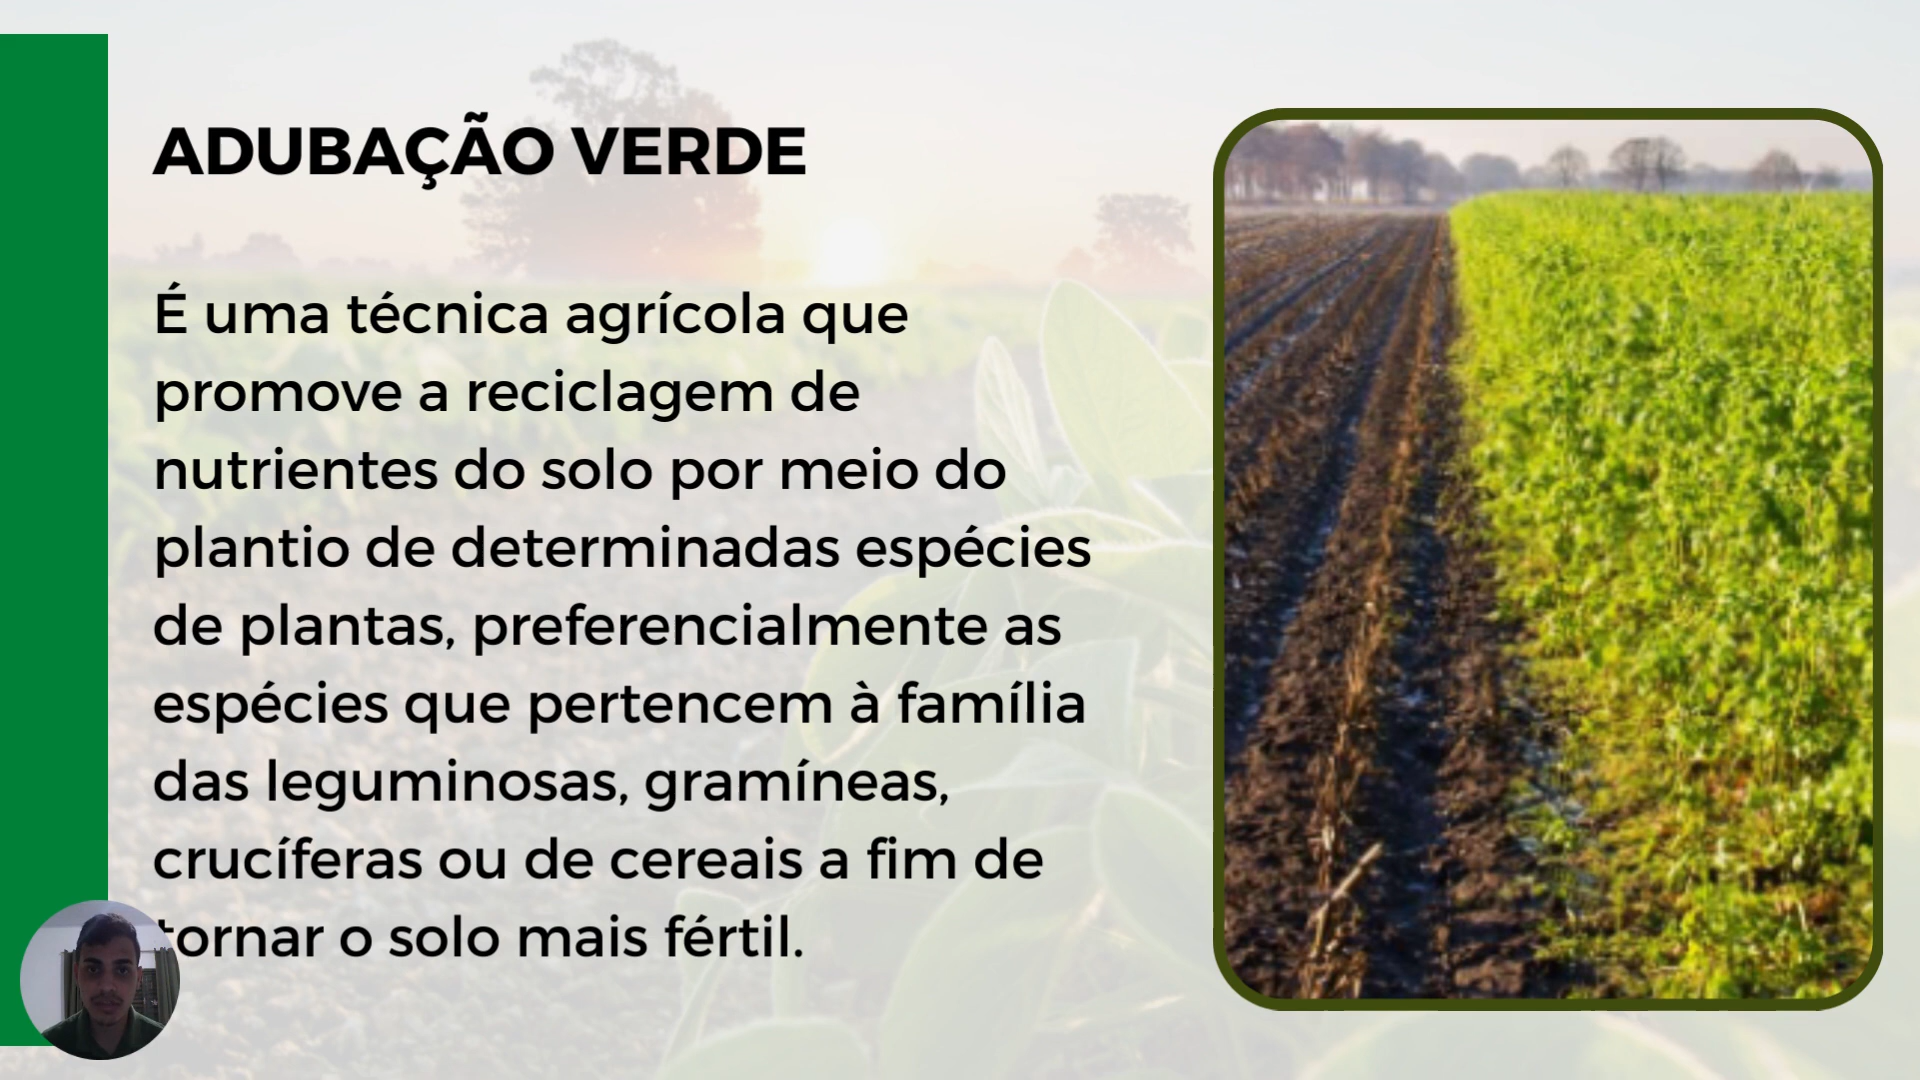 ADUBAÇÃO VERDE
É uma técnica agrícola que
promove a reciclagem de
nutrientes do solo por meio do
plantio de determinadas espécies
de plantas, preferencialmente as
espécies que pertencem à família
das leguminosas, gramíneas,
crucíferas ou de cereais a fim de
tornar o solo mais fértil.